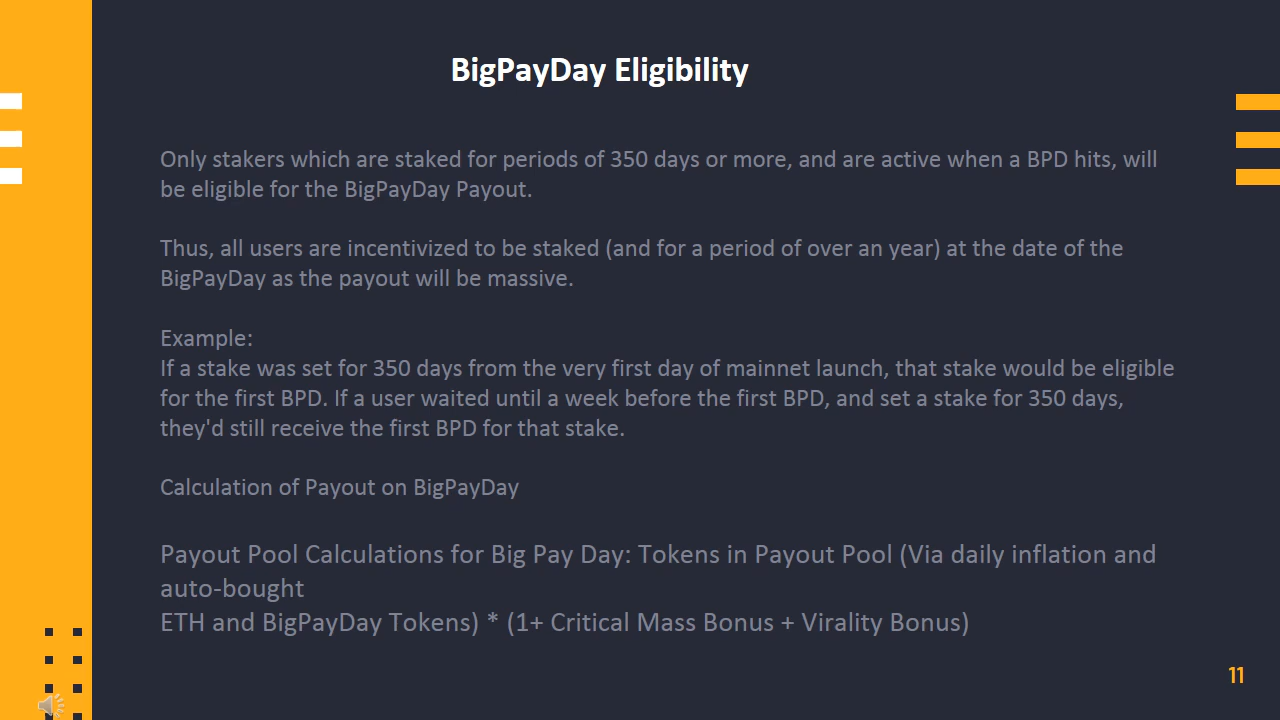 BigPayDay Eligibility
Only stakers which are staked for periods of 350 days or more, and are active when a BPD hits, will
be eligible for the BigPayDay Payout.
Thus, all users are incentivized to be staked (and for a period of over an year) at the date of the
BigPayDay as the payout will be massive.
Example:
If a stake was set for 350 days from the very first day of mainnet launch, that stake would be eligible
for the first BPD. If a user waited until a week before the first BPD, and set a stake for 350 days,
they'd still receive the first BPD for that stake.
Calculation of Payout on BigPayDay
Payout Pool Calculations for Big Pay Day: Tokens in Payout Pool (Via daily inflation and
auto-bought
ETH and BigPayDay Tokens) * (1+ Critical Mass Bonus + Virality Bonus)
11